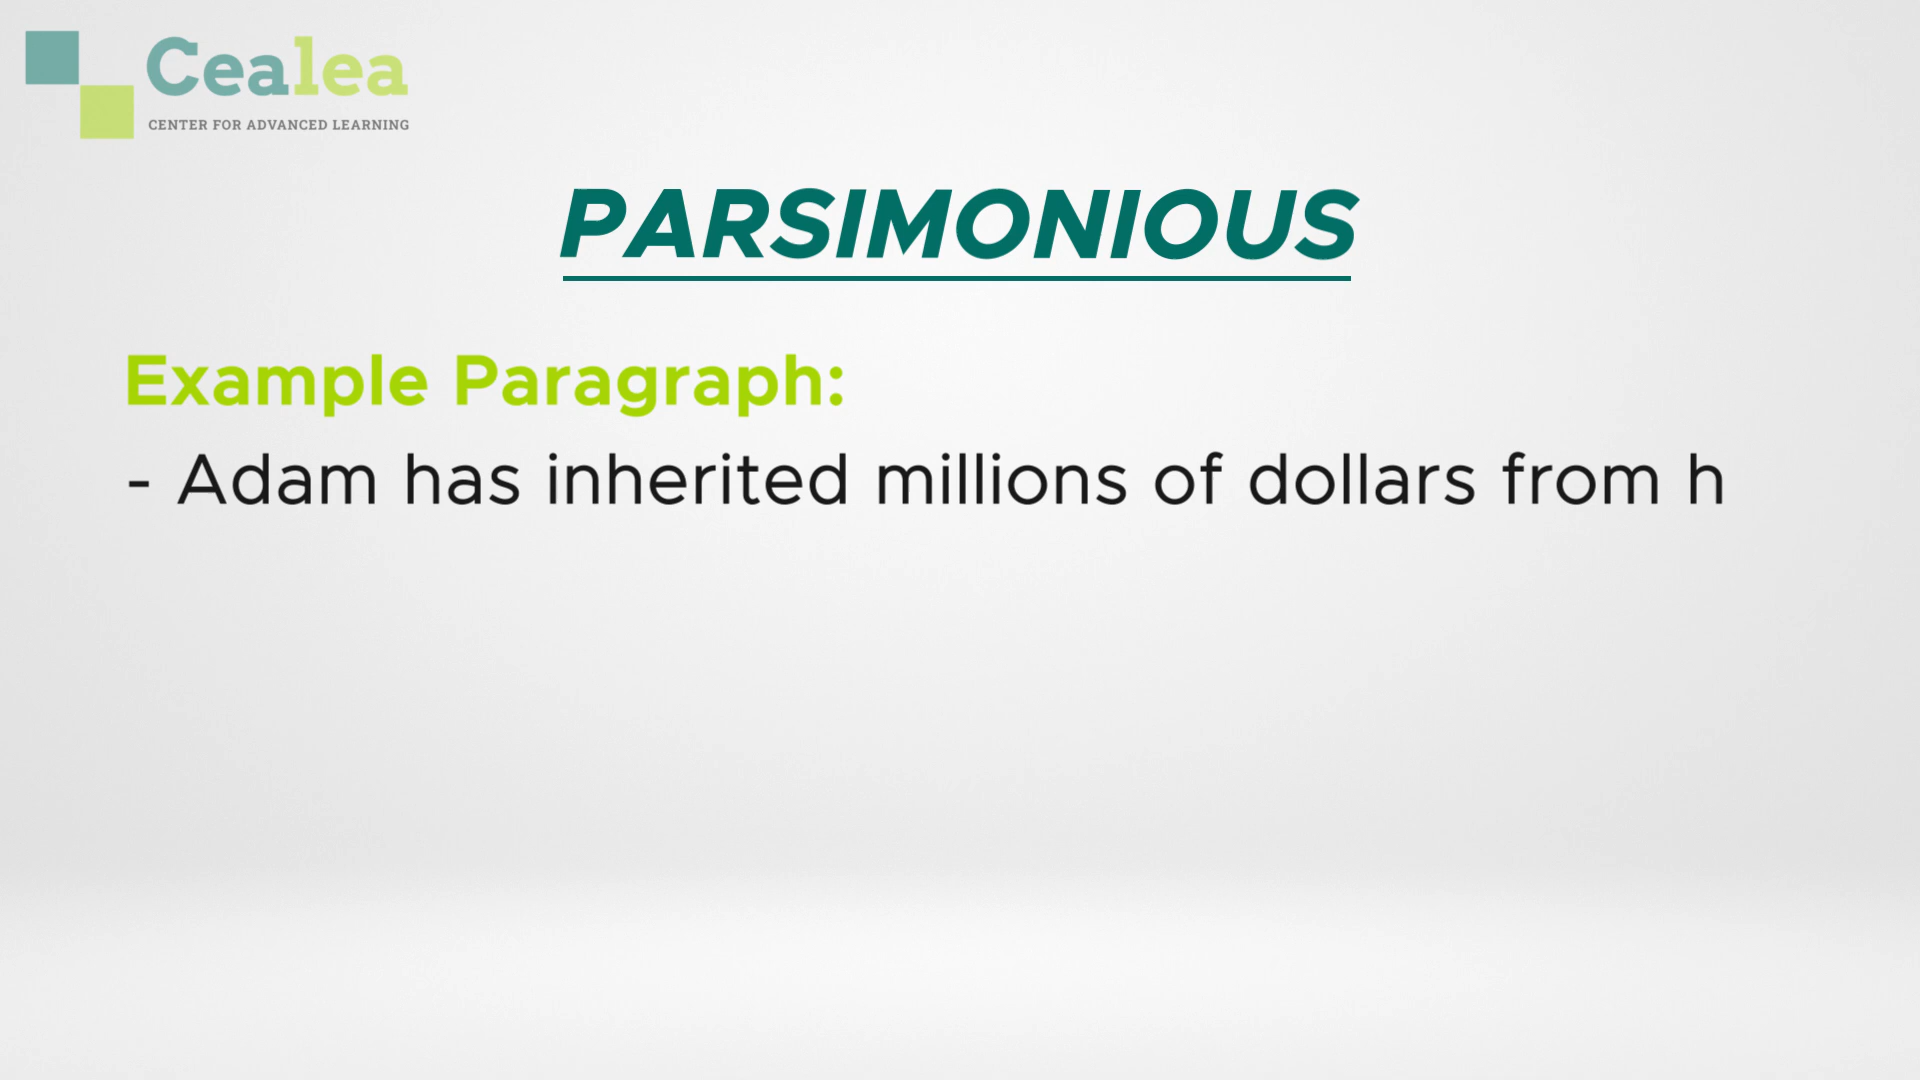 Cealea
CENTER FOR ADVANCED LEARNING
PARSIMONIOUS
Example Paragraph:
- Adam has inherited millions of dollars from h